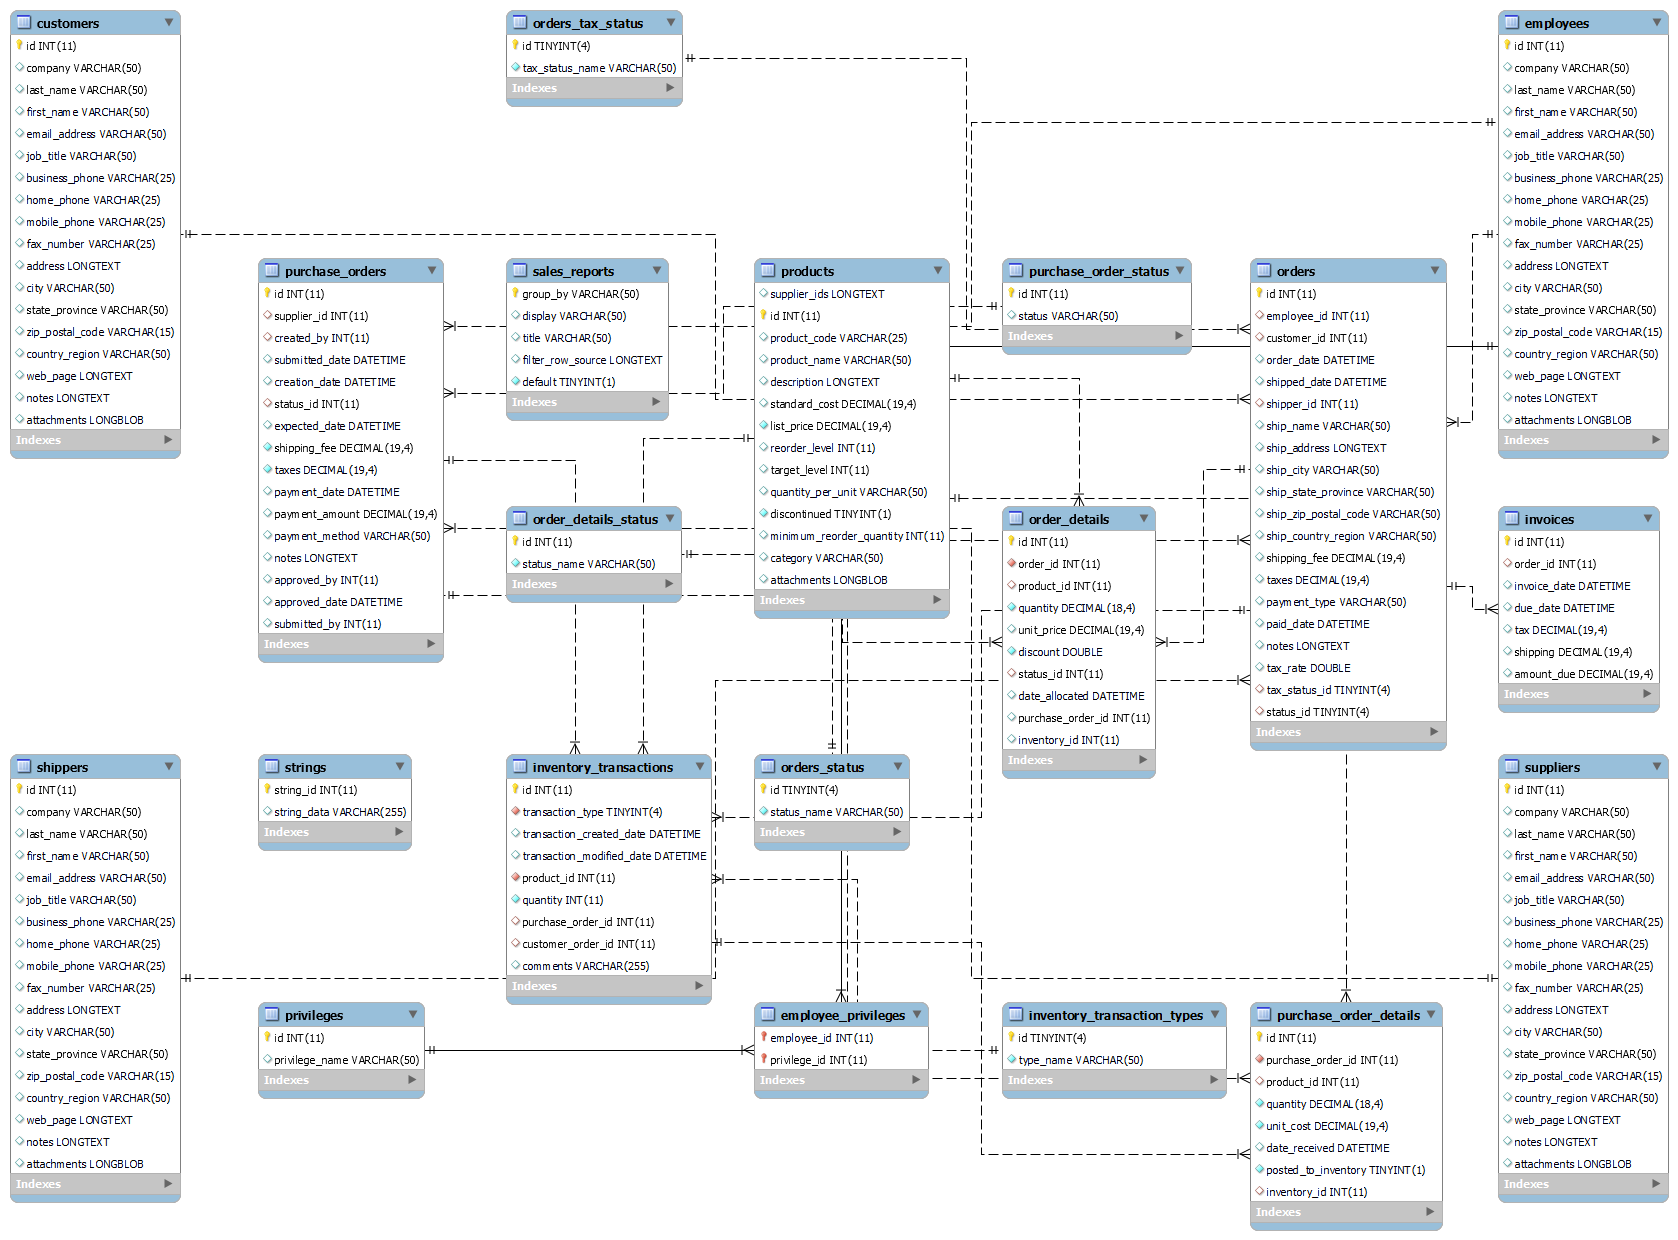 customers
id INT(11)
company VARCHAR(50)
last_name VARCHAR(50)
first_name VARCHAR(50)
email_address VARCHAR(50)
job_title VARCHAR(50)
business_phone VARCHAR(25)
home_phone VARCHAR(25)
mobile_phone VARCHAR(25)
fax_number VARCHAR(25)
address LONGTEXT
city VARCHAR(50)
state_province VARCHAR(50)
zip_postal_code VARCHAR(15)
country_region VARCHAR(50)
web_page LONGTEXT
notes LONGTEXT
attachments LONGBLOB
Indexes
orders_tax_status
id TINYINT(4)
tax_status_name VARCHAR(50)
Indexes
employees
id INT(11)
company VARCHAR(50)
last_name VARCHAR(50)
first_name VARCHAR(50)
email_address VARCHAR(50)
job_title VARCHAR(50)
business_phone VARCHAR(25)
home_phone VARCHAR(25)
mobile_phone VARCHAR(25)
fax_number VARCHAR(25)
address LONGTEXT
city VARCHAR(50)
state_province VARCHAR(50)
zip_postal_code VARCHAR(15)
country_region VARCHAR(50)
web_page LONGTEXT
notes LONGTEXT
attachments LONGBLOB
Indexes
purchase_orders
id INT(11)
supplier_id INT(11)
created_by INT(11)
submitted_date DATETIME
creation_date DATETIME
status_id INT(11)
expected_date DATETIME
shipping_fee DECIMAL(19,4)
taxes DECIMAL(19,4)
payment_date DATETIME
payment_amount DECIMAL(19,4)
payment_method VARCHAR(50)
notes LONGTEXT
approved_by INT(11)
approved_date DATETIME
submitted_by INT(11)
Indexes
sales_reports
group_by VARCHAR(50)
display VARCHAR(50)
title VARCHAR(50)
filter_row_source LONGTEXT
default TINYINT(1)
Indexes
products
supplier_ids LONGTEXT
id INT(11)
product_code VARCHAR(25)
product_name VARCHAR(50)
description LONGTEXT
standard_cost DECIMAL(19,4)
list_price DECIMAL(19,4)
reorder_level INT(11)
target_level INT(11)
quantity_per_unit VARCHAR(50)
discontinued TINYINT(1)
minimum_reorder_quantity INT(11)
category VARCHAR(50)
attachments LONGBLOB
Indexes
purchase_order_status
id INT(11)
status VARCHAR(50)
Indexes
orders
id INT(11)
employee_id INT(11)
customer_id INT(11)
order_date DATETIME
shipped_date DATETIME
shipper_id INT(11)
ship_name VARCHAR(50)
ship_address LONGTEXT
ship_city VARCHAR(50)
ship_state_province VARCHAR(50)
ship_zip_postal_code VARCHAR(50)
ship_country_region VARCHAR(50)
shipping_fee DECIMAL(19,4)
taxes DECIMAL(19,4)
payment_type VARCHAR(50)
paid_date DATETIME
notes LONGTEXT
tax_rate DOUBLE
tax_status_id TINYINT(4)
status_id TINYINT(4)
Indexes
order_details_status
id INT(11)
status_name VARCHAR(50)
Indexes
order_details
id INT(11)
order_id INT(11)
product_id INT(11)
quantity DECIMAL(18,4)
unit_price DECIMAL(19,4)
discount DOUBLE
status_id INT(11)
date_allocated DATETIME
purchase_order_id INT(11)
inventory_id INT(11)
Indexes
invoices
id INT(11)
order_id INT(11)
invoice_date DATETIME
due_date DATETIME
tax DECIMAL(19,4)
shipping DECIMAL(19,4)
amount_due DECIMAL(19,4)
Indexes
shippers
id INT(11)
company VARCHAR(50)
last_name VARCHAR(50)
first_name VARCHAR(50)
email_address VARCHAR(50)
job_title VARCHAR(50)
business_phone VARCHAR(25)
home_phone VARCHAR(25)
mobile_phone VARCHAR(25)
fax_number VARCHAR(25)
address LONGTEXT
city VARCHAR(50)
state_province VARCHAR(50)
zip_postal_code VARCHAR(15)
country_region VARCHAR(50)
web_page LONGTEXT
notes LONGTEXT
attachments LONGBLOB
Indexes
strings
string_id INT(11)
string_data VARCHAR(255)
Indexes
inventory_transactions
id INT(11)
transaction_type TINYINT(4)
transaction_created_date DATETIME
transaction_modified_date DATETIME
product_id INT(11)
quantity INT(11)
purchase_order_id INT(11)
customer_order_id INT(11)
comments VARCHAR(255)
Indexes
orders_status
id TINYINT(4)
status_name VARCHAR(50)
Indexes
suppliers
id INT(11)
company VARCHAR(50)
last_name VARCHAR(50)
first_name VARCHAR(50)
email_address VARCHAR(50)
job_title VARCHAR(50)
business_phone VARCHAR(25)
home_phone VARCHAR(25)
mobile_phone VARCHAR(25)
fax_number VARCHAR(25)
address LONGTEXT
city VARCHAR(50)
state_province VARCHAR(50)
zip_postal_code VARCHAR(15)
country_region VARCHAR(50)
web_page LONGTEXT
notes LONGTEXT
attachments LONGBLOB
Indexes
privileges
id INT(11)
privilege_name VARCHAR(50)
Indexes
employee_privileges
employee_id INT(11)
privilege_id INT(11)
Indexes
inventory_transaction_types
id TINYINT(4)
type_name VARCHAR(50)
Indexes
purchase_order_details
id INT(11)
purchase_order_id INT(11)
product_id INT(11)
quantity DECIMAL(18,4)
unit_cost DECIMAL(19,4)
date_received DATETIME
posted_to_inventory TINYINT(1)
inventory_id INT(11)
Indexes